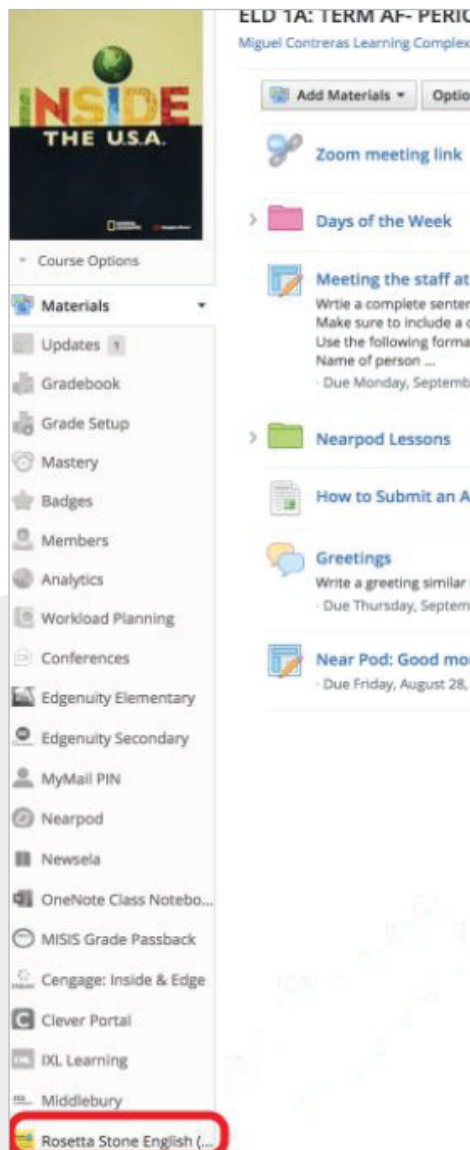 INSIDE
THE U.S.A.
Course Options
Materials
Updates 1
Gradebook
Grade Setup
Mastery
Badges
Members
Analytics
Workload Planning
Conferences
Edgenuity Elementary
Edgenuity Secondary
MyMail PIN
Nearpod
Newsela
OneNote Class Notebo...
MISIS Grade Passback
Cengage: Inside & Edge
Clever Portal
IXL Learning
Middlebury
Rosetta Stone English (...
ELD 1A: TERM AF- PERIO
Miguel Contreras Learning Complex
Add Materials
Optio
Zoom meeting link
Days of the Week
Meeting the staff at
Wrtie a complete senter
Make sure to include a c
Use the following forma
Name of person ...
· Due Monday, Septemb
Nearpod Lessons
How to Submit an A
Greetings
Write a greeting similar
· Due Thursday, Septem
Near Pod: Good mor
· Due Friday, August 28,